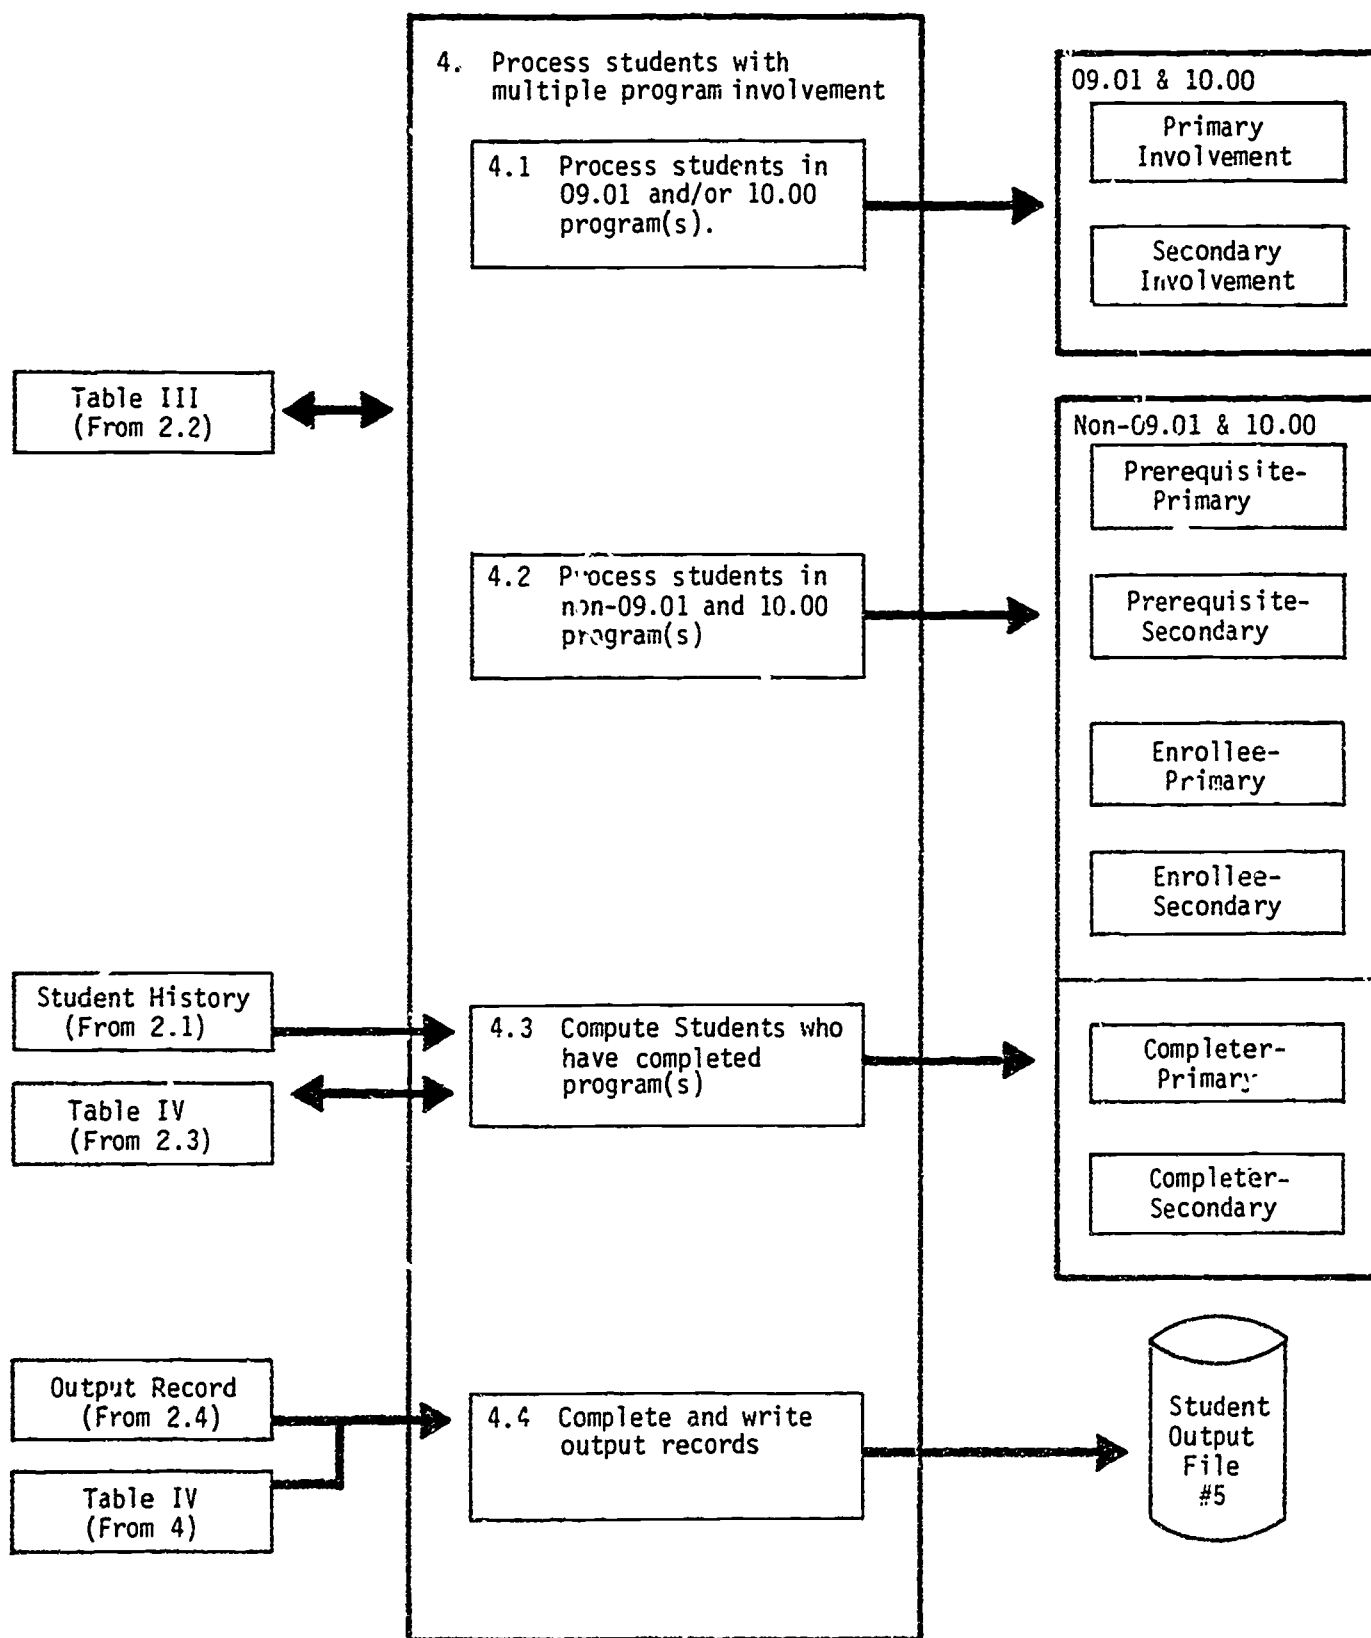 4. Process students with
multiple program involvement
4.1 Process students in
09.01 and/or 10.00
program(s).
09.01 & 10.00
Primary
Involvement
Secondary
Involvement
Table III
(From 2.2)
4.2 Process students in
non-09.01 and 10.00
program(s)
Non-09.01 & 10.00
Prerequisite-
Primary
Prerequisite-
Secondary
Enrollee-
Primary
Enrollee-
Secondary
Student History
(From 2.1)
Table IV
(From 2.3)
4.3 Compute Students who
have completed
program(s)
Completer-
Primary
Completer-
Secondary
Output Record
(From 2.4)
Table IV
(From 4)
4.4 Complete and write
output records
Student
Output
File
#5